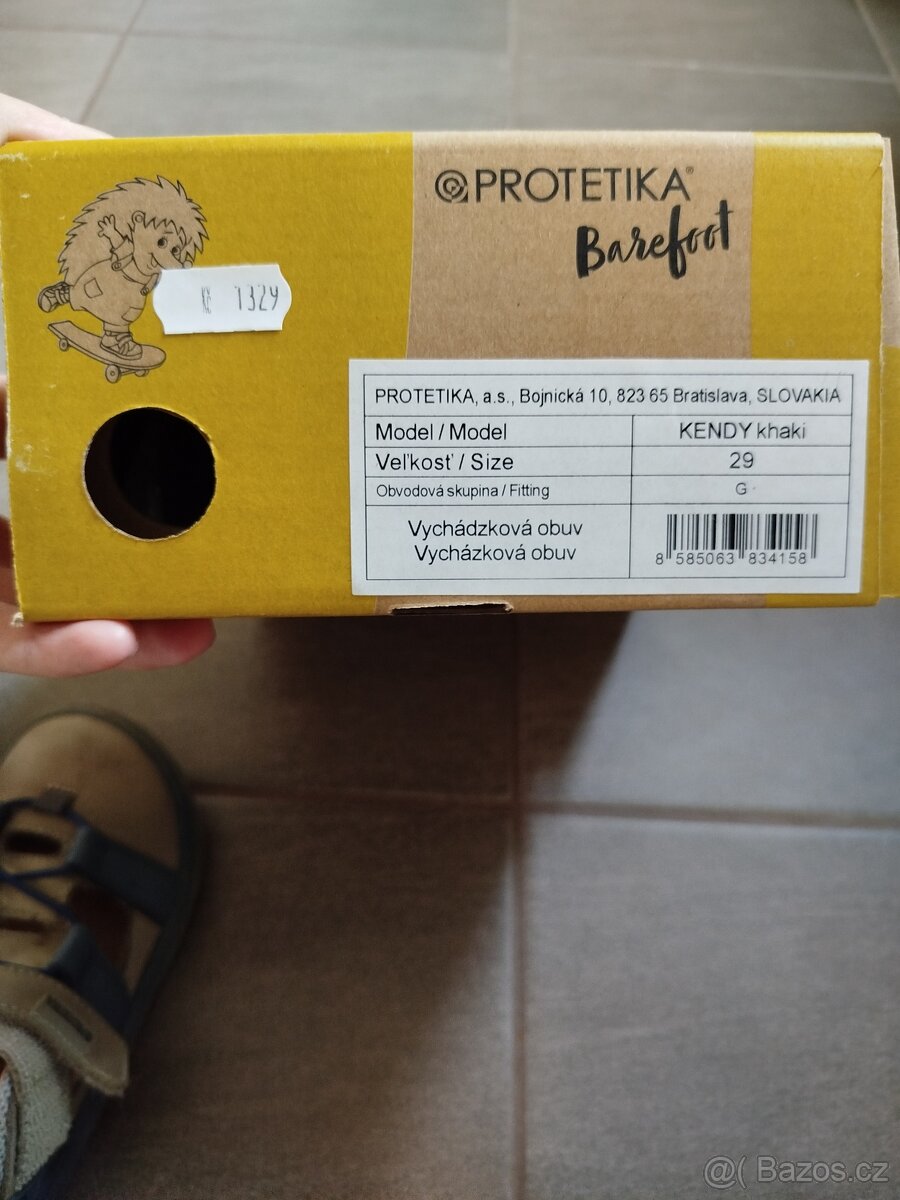 PROTETIKA®
Barefoot
1329
PROTETIKA, a.s., Bojnická 10, 823 65 Bratislava, SLOVAKIA
Model / Model KENDY khaki
Veľkosť / Size 29
Obvodová skupina / Fitting G
Vychádzková obuv
Vycházková obuv
8 585063 834158
@( Bazos.cz